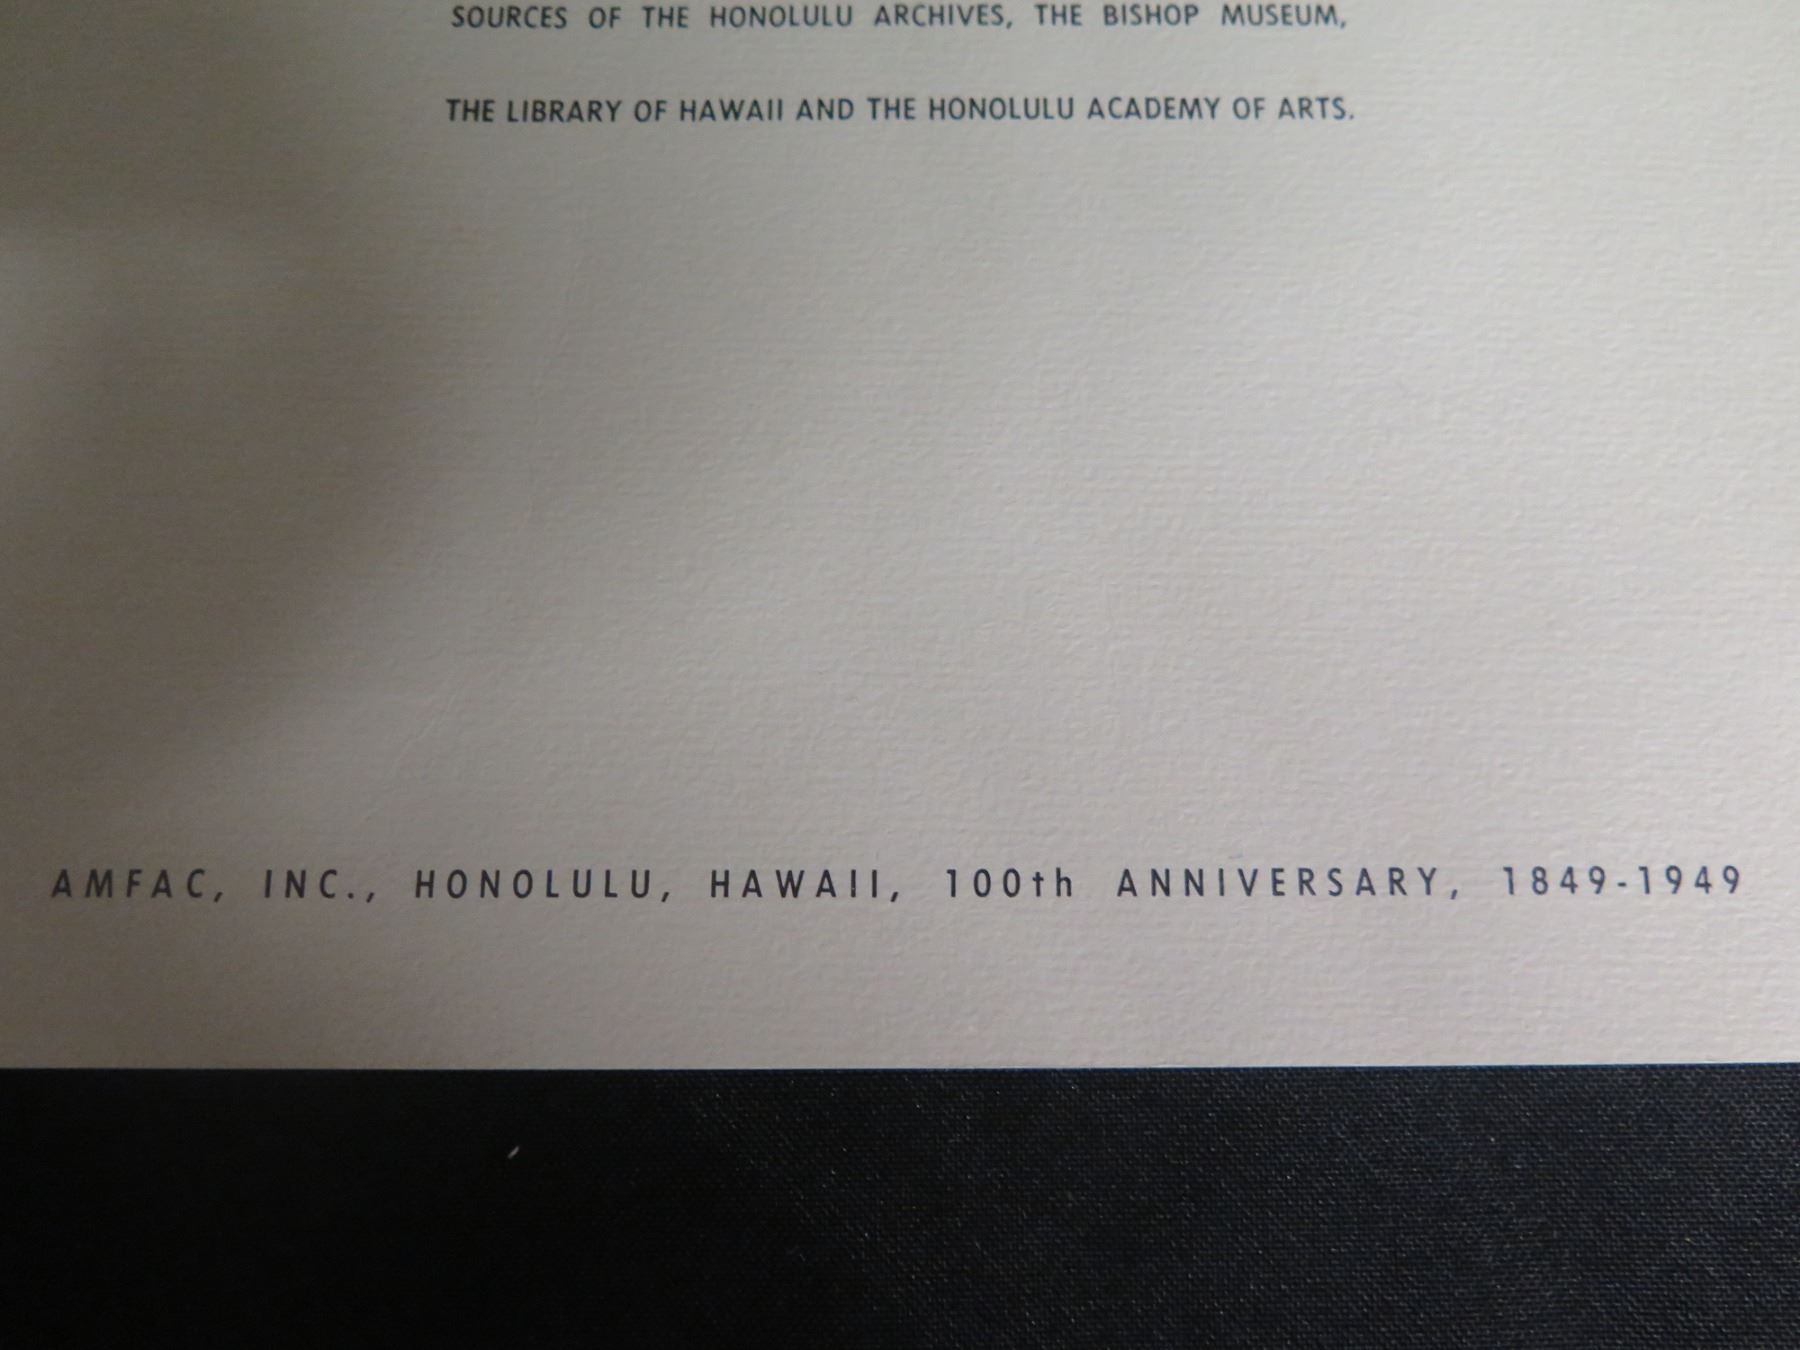 SOURCES OF THE HONOLULU ARCHIVES, THE BISHOP MUSEUM,
THE LIBRARY OF HAWAII AND THE HONOLULU ACADEMY OF ARTS.
AMFAC, INC., HONOLULU, HAWAII, 100th ANNIVERSARY, 1849-1949